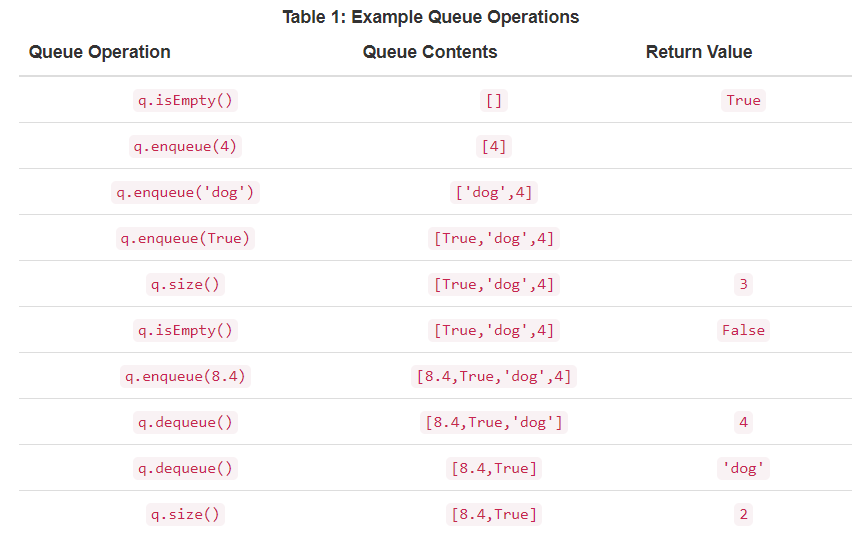 Table 1: Example Queue Operations
Queue Operation Queue Contents Return Value
q.isEmpty() [] True
q.enqueue(4) [4]
q.enqueue('dog') ['dog',4]
q.enqueue(True) [True,'dog',4]
q.size() [True,'dog',4] 3
q.isEmpty() [True,'dog',4] False
q.enqueue(8.4) [8.4,True,'dog',4]
q.dequeue() [8.4,True,'dog'] 4
q.dequeue() [8.4,True] 'dog'
q.size() [8.4,True] 2